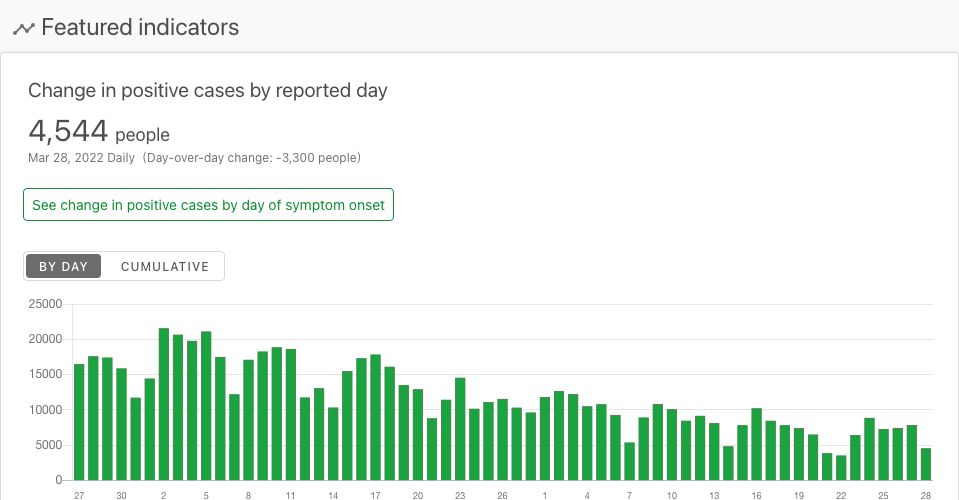 Featured indicators
Change in positive cases by reported day
4,544 people
Mar 28, 2022 Daily (Day-over-day change: -3,300 people)
See change in positive cases by day of symptom onset
BY DAY CUMULATIVE
25000
20000
15000
10000
5000
0
27 30 2 5 8 11 14 17 20 23 26 1 4 7 10 13 16 19 22 25 28